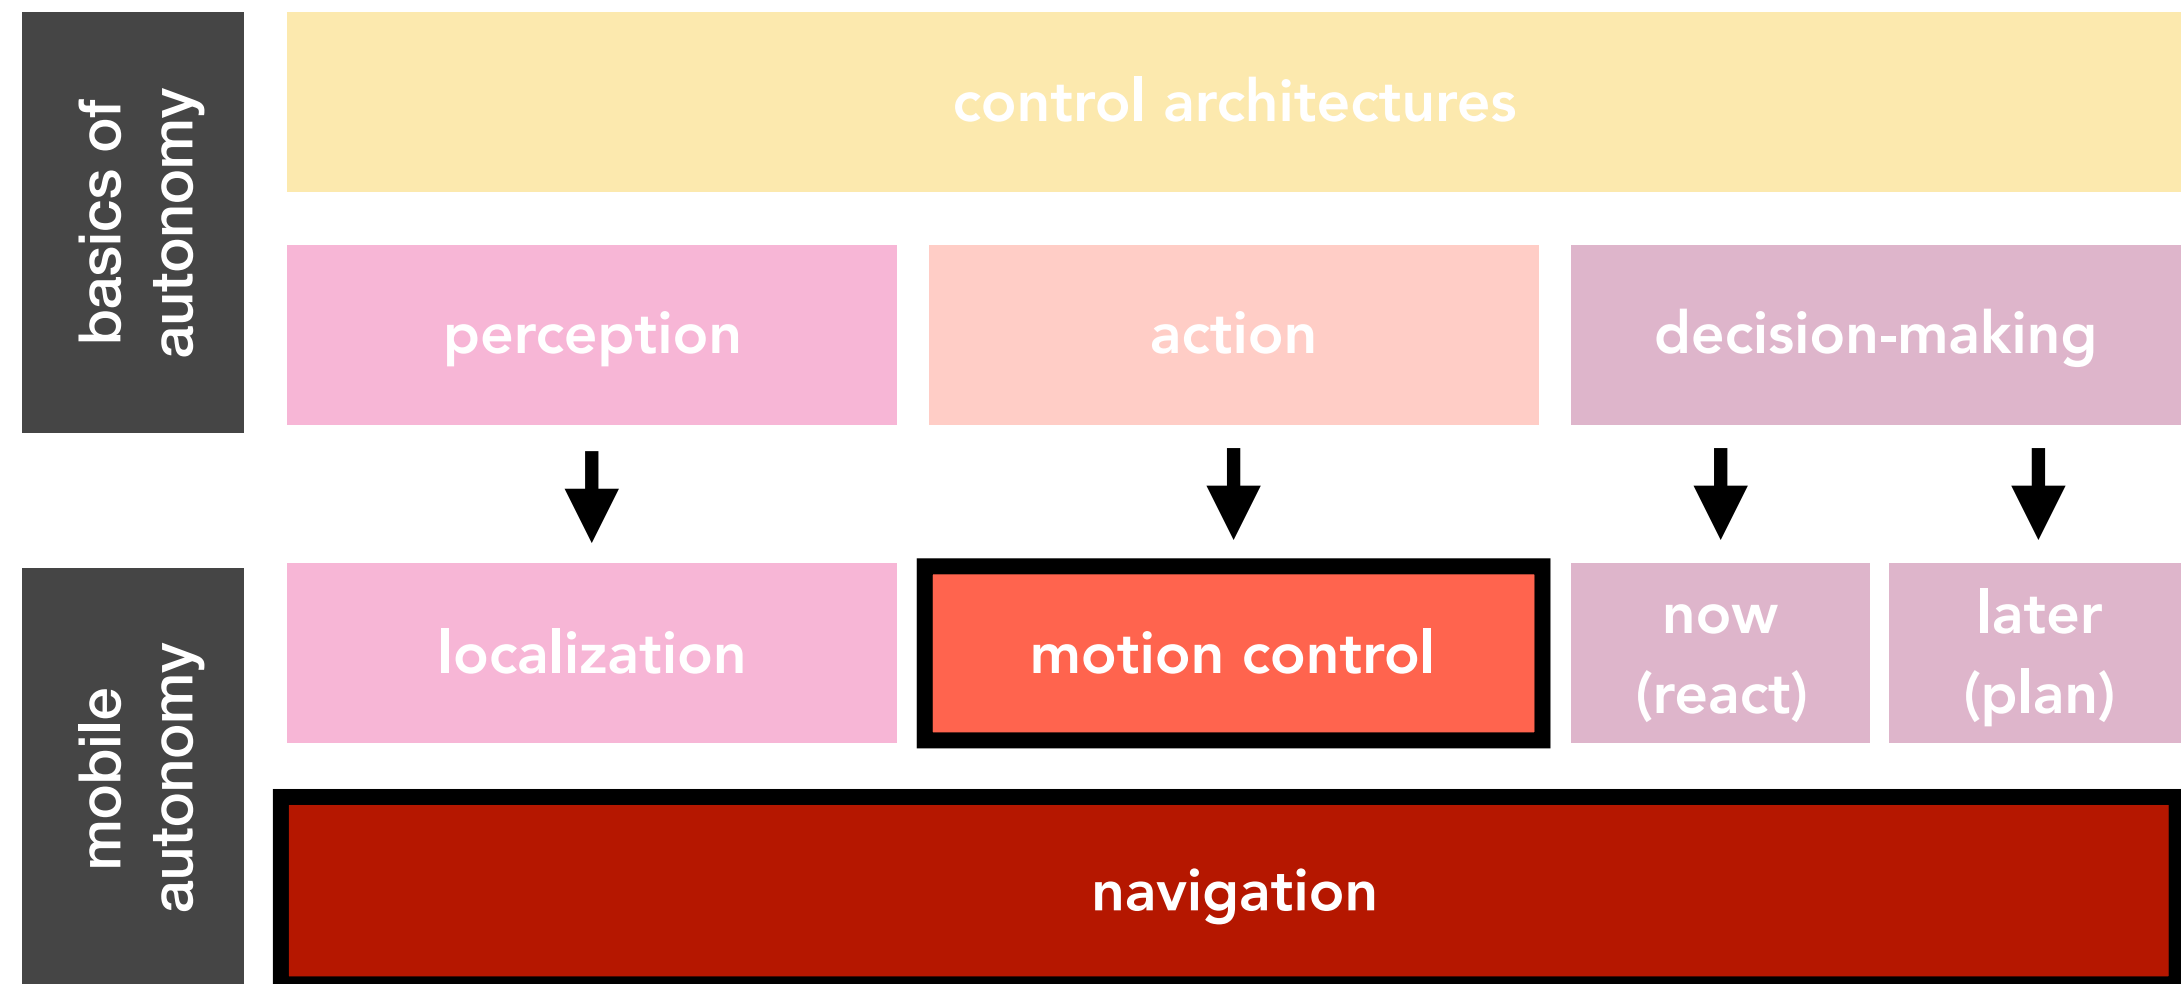 basics of
autonomy
control architectures
perception
action
decision-making
mobile
autonomy
localization
motion control
now
(react)
later
(plan)
navigation